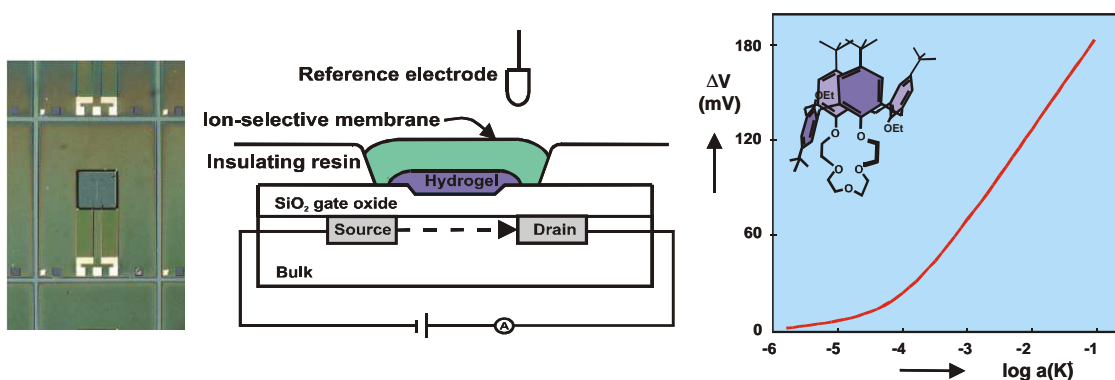 Reference electrode
Ion-selective membrane
Insulating resin
Hydrogel
SiO2 gate oxide
Source
Drain
Bulk
A
180
ΔV
(mV)
120
60
0
-6
-5
-4
-3
-2
-1
log a(K+)
OEt
OEt
O
O
O
O
O